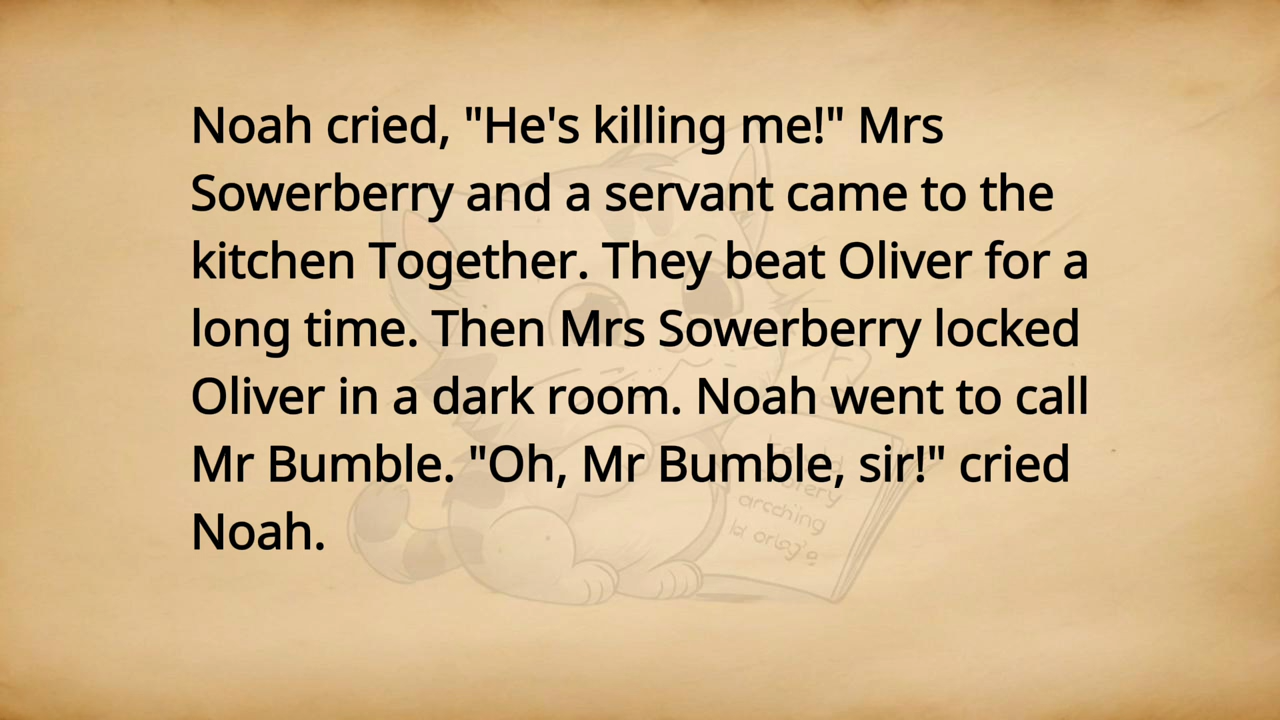 Noah cried, "He's killing me!" Mrs
Sowerberry and a servant came to the
kitchen Together. They beat Oliver for a
long time. Then Mrs Sowerberry locked
Oliver in a dark room. Noah went to call
Mr Bumble. "Oh, Mr Bumble, sir!" cried
Noah.